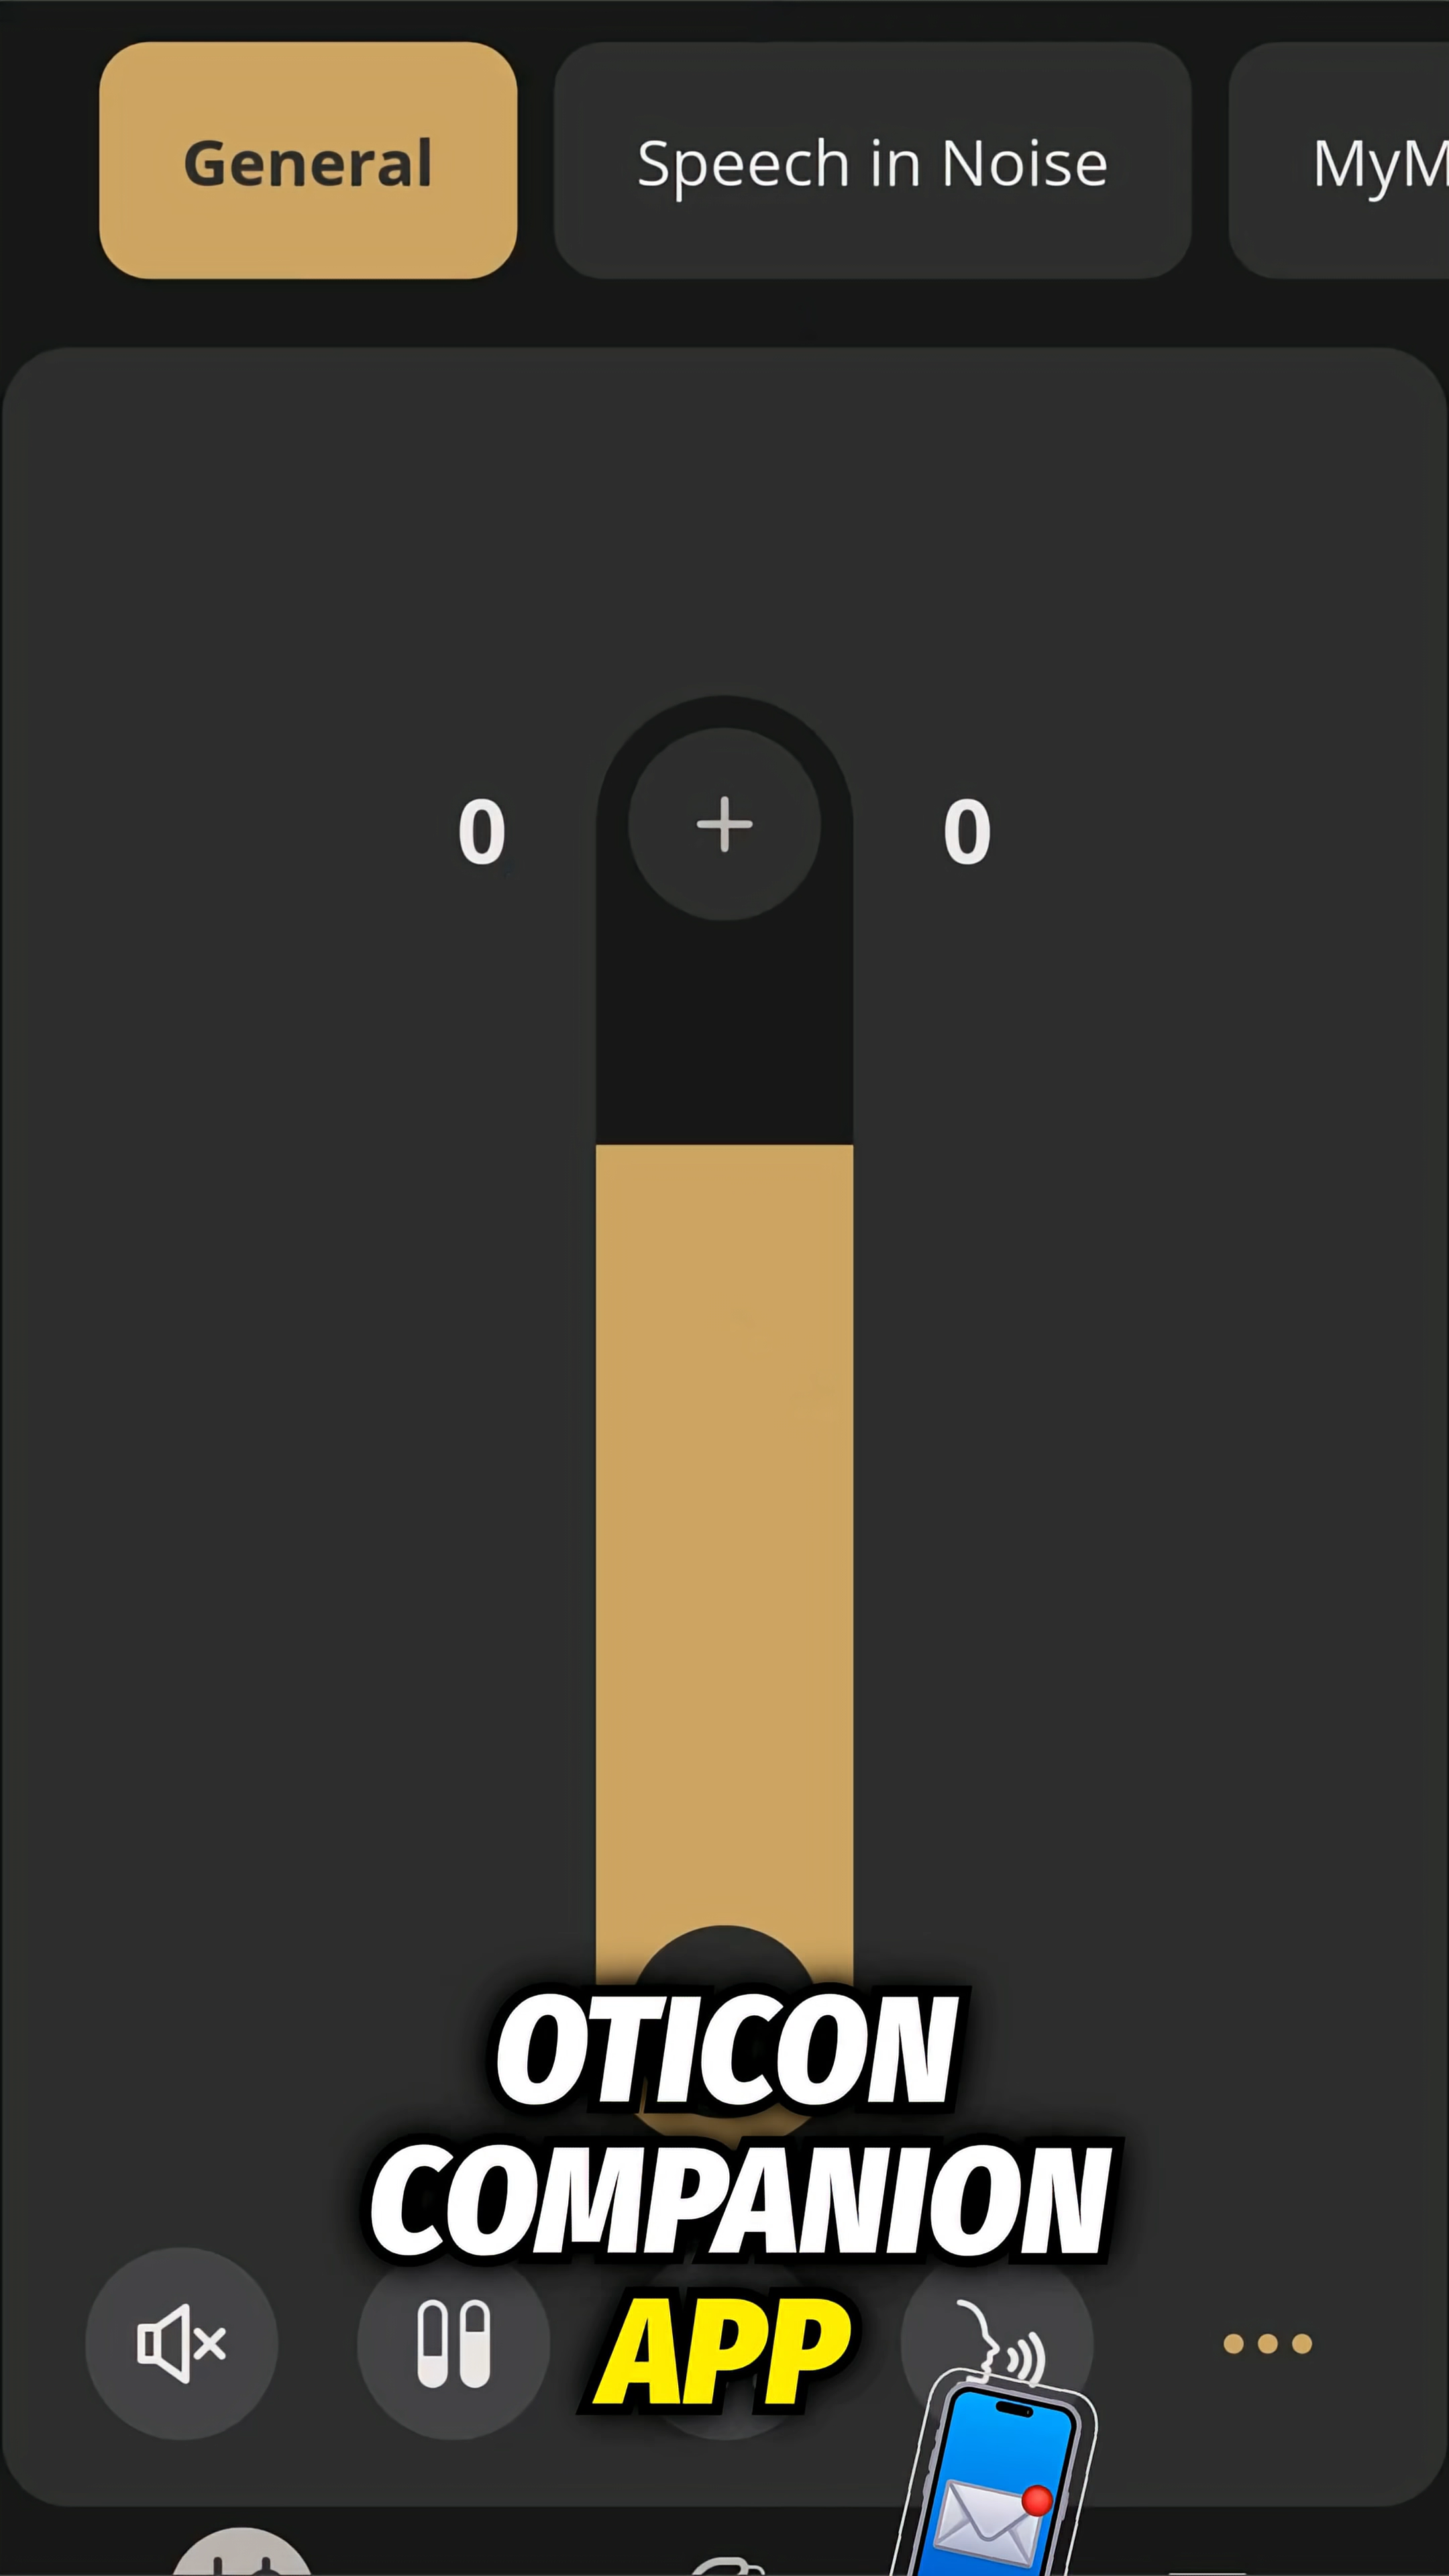 General
Speech in Noise
MyM
0
0
OTICON
COMPANION
APP